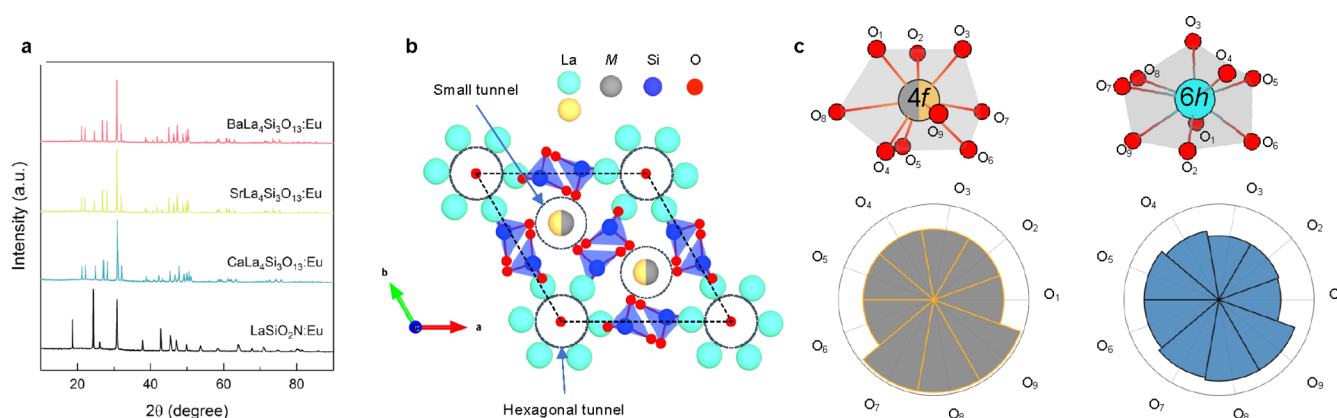 a
Intensity (a.u.)
BaLa₄Si₃O₁₃:Eu
SrLa₄Si₃O₁₃:Eu
CaLa₄Si₃O₁₃:Eu
LaSiO₂N:Eu
20 40 60 80
2θ (degree)
b
La M Si O
Small tunnel
b
a
Hexagonal tunnel
c
O₁ O₂ O₃
O₈ 4f O₇
O₉
O₄ O₅ O₆
O₃
O₈ O₄
O₇ 6h O₅
O₁
O₉ O₂ O₆
O₃
O₄ O₂
O₅ O₁
O₆ O₉
O₇ O₈
O₃
O₄ O₂
O₅
O₆ O₉
O₇ O₈